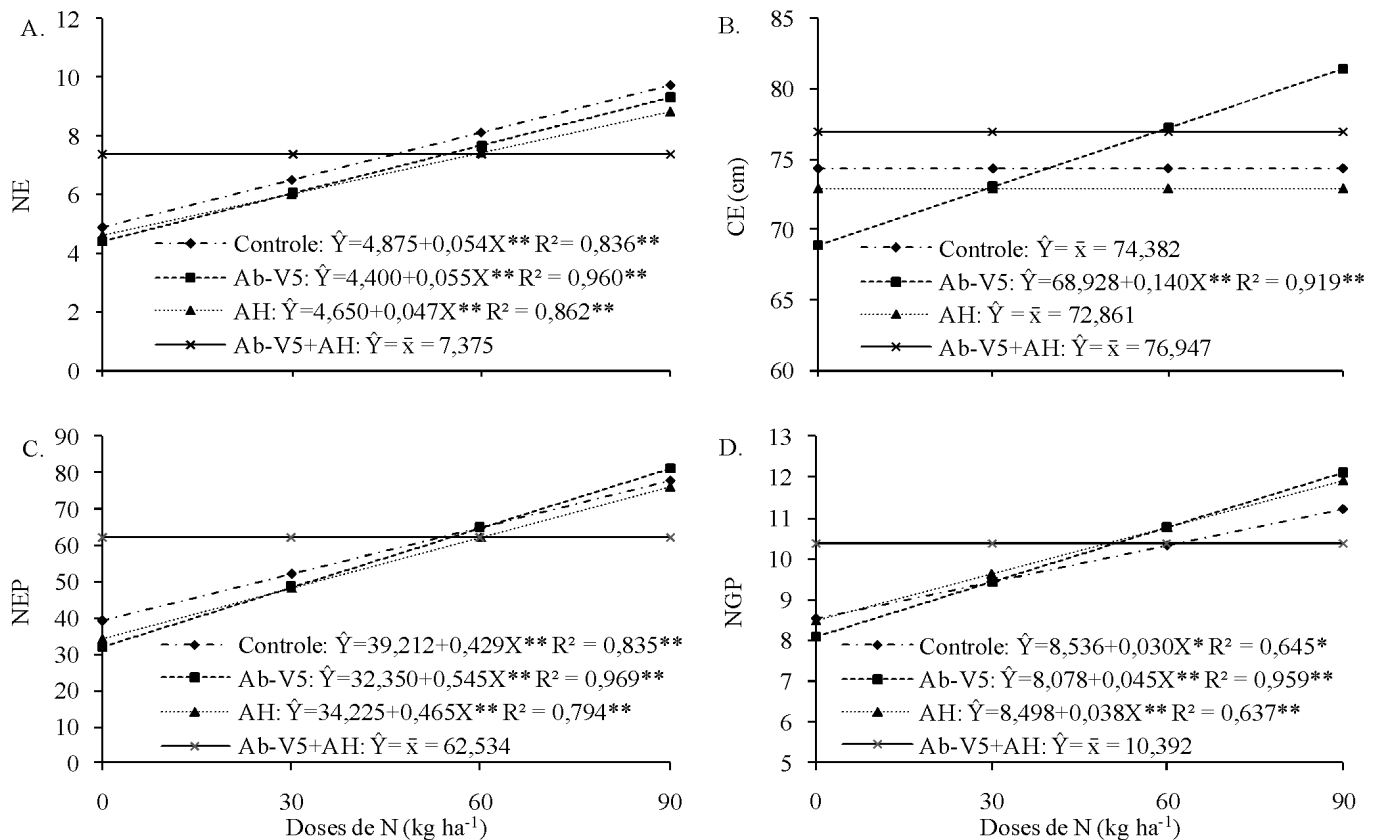 A.
12
10
8
6
4
2
0
NE
Controle: Ŷ=4,875+0,054X** R²= 0,836**
Ab-V5: Ŷ=4,400+0,055X** R² = 0,960**
AH: Ŷ=4,650+0,047X** R² = 0,862**
Ab-V5+AH: Ŷ= x̄ = 7,375
B.
85
80
75
70
65
60
CE (cm)
Controle: Ŷ= x̄ = 74,382
Ab-V5: Ŷ=68,928+0,140X** R² = 0,919**
AH: Ŷ = x̄ = 72,861
Ab-V5+AH: Ŷ= x̄ = 76,947
C.
90
80
70
60
50
40
30
20
10
0
NEP
Controle: Ŷ=39,212+0,429X** R² = 0,835**
Ab-V5: Ŷ=32,350+0,545X** R² = 0,969**
AH: Ŷ=34,225+0,465X** R² = 0,794**
Ab-V5+AH: Ŷ= x̄ = 62,534
0 30 60 90
Doses de N (kg ha⁻¹)
D.
13
12
11
10
9
8
7
6
5
NGP
Controle: Ŷ=8,536+0,030X* R² = 0,645*
Ab-V5: Ŷ=8,078+0,045X** R² = 0,959**
AH: Ŷ=8,498+0,038X** R² = 0,637**
Ab-V5+AH: Ŷ= x̄ = 10,392
0 30 60 90
Doses de N (kg ha⁻¹)